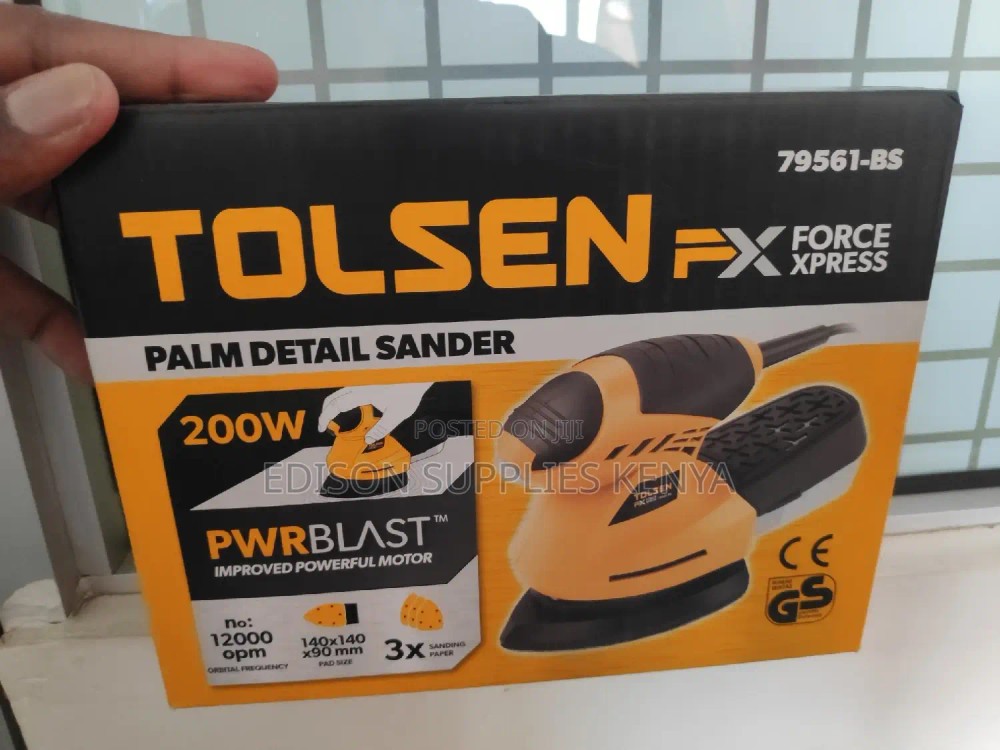 79561-BS
TOLSEN
FX FORCE
XPRESS
PALM DETAIL SANDER
200W
POSTED ON JIJI
EDISON SUPPLIES KENYA
TOLSEN
PWRBLAST™
IMPROVED POWERFUL MOTOR
no:
12000
opm
ORBITAL FREQUENCY
140x140
x90 mm
PAD SIZE
3x SANDING
PAPER
CE
GS